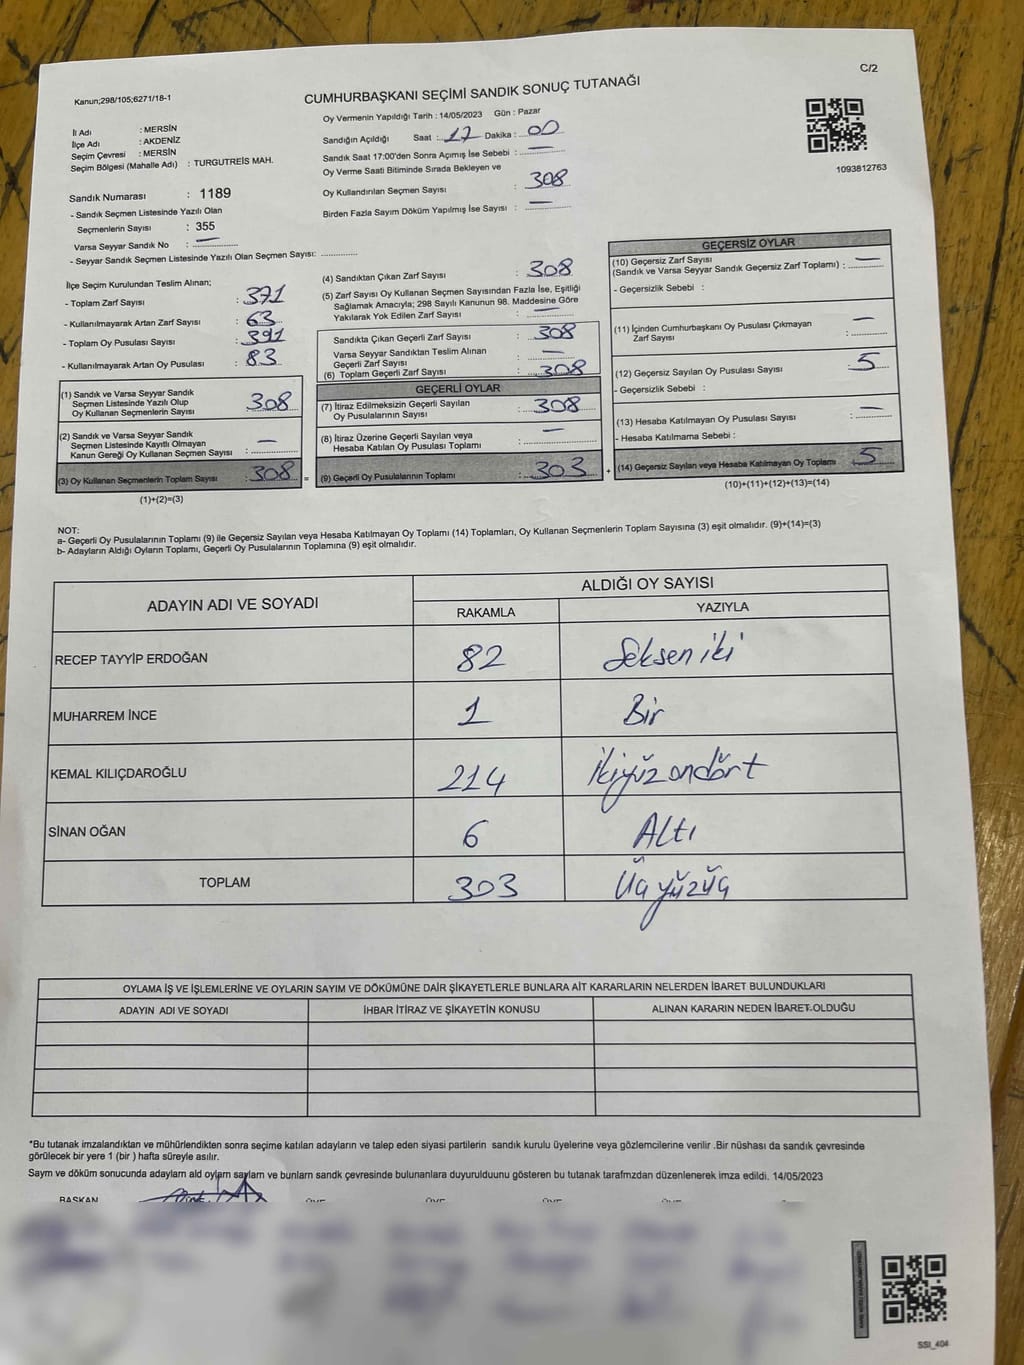 C/2
Kanun;298/105;6271/18-1
CUMHURBAŞKANI SEÇİMİ SANDIK SONUÇ TUTANAĞI
Oy Vermenin Yapıldığı Tarih : 14/05/2023 Gün : Pazar
İl Adı : MERSİN
İlçe Adı : AKDENİZ
Seçim Çevresi : MERSİN
Seçim Bölgesi (Mahalle Adı) : TURGUTREİS MAH.
Sandığın Açıldığı Saat : 17 Dakika : 00
Sandık Saat 17:00'den Sonra Açımış İse Sebebi : —
Oy Verme Saati Bitiminde Sırada Bekleyen ve
Oy Kullandırılan Seçmen Sayısı : 308
Birden Fazla Sayım Döküm Yapılmış İse Sayısı : —
1093812763
Sandık Numarası : 1189
- Sandık Seçmen Listesinde Yazılı Olan
Seçmenlerin Sayısı : 355
Varsa Seyyar Sandık No : —
- Seyyar Sandık Seçmen Listesinde Yazılı Olan Seçmen Sayısı: ..............
İlçe Seçim Kurulundan Teslim Alınan;
- Toplam Zarf Sayısı : 371
- Kullanılmayarak Artan Zarf Sayısı : 63
- Toplam Oy Pusulası Sayısı : 391
- Kullanılmayarak Artan Oy Pusulası : 83
(1) Sandık ve Varsa Seyyar Sandık
Seçmen Listesinde Yazılı Olup
Oy Kullanan Seçmenlerin Sayısı 308
(2) Sandık ve Varsa Seyyar Sandık
Seçmen Listesinde Kayıtlı Olmayan
Kanun Gereği Oy Kullanan Seçmen Sayısı : —
(3) Oy Kullanan Seçmenlerin Toplam Sayısı : 308 =
(1)+(2)=(3)
(4) Sandıktan Çıkan Zarf Sayısı : 308
(5) Zarf Sayısı Oy Kullanan Seçmen Sayısından Fazla İse, Eşitliği
Sağlamak Amacıyla; 298 Sayılı Kanunun 98. Maddesine Göre
Yakılarak Yok Edilen Zarf Sayısı : —
Sandıkta Çıkan Geçerli Zarf Sayısı : 308
Varsa Seyyar Sandıktan Teslim Alınan
Geçerli Zarf Sayısı : —
(6) Toplam Geçerli Zarf Sayısı : 308
GEÇERLİ OYLAR
(7) İtiraz Edilmeksizin Geçerli Sayılan
Oy Pusulalarının Sayısı : 308
(8) İtiraz Üzerine Geçerli Sayılan veya
Hesaba Katılan Oy Pusulası Toplamı : —
(9) Geçerli Oy Pusulalarının Toplamı : 303 +
GEÇERSİZ OYLAR
(10) Geçersiz Zarf Sayısı
(Sandık ve Varsa Seyyar Sandık Geçersiz Zarf Toplamı) : —
- Geçersizlik Sebebi :
(11) İçinden Cumhurbaşkanı Oy Pusulası Çıkmayan
Zarf Sayısı : —
(12) Geçersiz Sayılan Oy Pusulası Sayısı : 5
- Geçersizlik Sebebi :
(13) Hesaba Katılmayan Oy Pusulası Sayısı : —
- Hesaba Katılmama Sebebi :
(14) Geçersiz Sayılan veya Hesaba Katılmayan Oy Toplamı : 5
(10)+(11)+(12)+(13)=(14)
NOT:
a- Geçerli Oy Pusulalarının Toplamı (9) ile Geçersiz Sayılan veya Hesaba Katılmayan Oy Toplamı (14) Toplamları, Oy Kullanan Seçmenlerin Toplam Sayısına (3) eşit olmalıdır. (9)+(14)=(3)
b- Adayların Aldığı Oyların Toplamı, Geçerli Oy Pusulalarının Toplamına (9) eşit olmalıdır.
ADAYIN ADI VE SOYADI ALDIĞI OY SAYISI
RAKAMLA YAZIYLA
RECEP TAYYİP ERDOĞAN 82 Seksen iki
MUHARREM İNCE 1 Bir
KEMAL KILIÇDAROĞLU 214 İkiyüzondört
SİNAN OĞAN 6 Altı
TOPLAM 303 Üçyüzüç
OYLAMA İŞ VE İŞLEMLERİNE VE OYLARIN SAYIM VE DÖKÜMÜNE DAİR ŞİKAYETLERLE BUNLARA AİT KARARLARIN NELERDEN İBARET BULUNDUKLARI
ADAYIN ADI VE SOYADI İHBAR İTİRAZ VE ŞİKAYETİN KONUSU ALINAN KARARIN NEDEN İBARET OLDUĞU
*Bu tutanak imzalandıktan ve mühürlendikten sonra seçime katılan adayların ve talep eden siyasi partilerin sandık kurulu üyelerine veya gözlemcilerine verilir .Bir nüshası da sandık çevresinde
görülecek bir yere 1 (bir ) hafta süreyle asılır.
Sayım ve döküm sonucunda adaylarn ald oylarn saylarn ve bunlarn sandk çevresinde bulunanlara duyurulduunu gösteren bu tutanak tarafmzdan düzenlenerek imza edildi. 14/05/2023
BAŞKAN
SSI_404